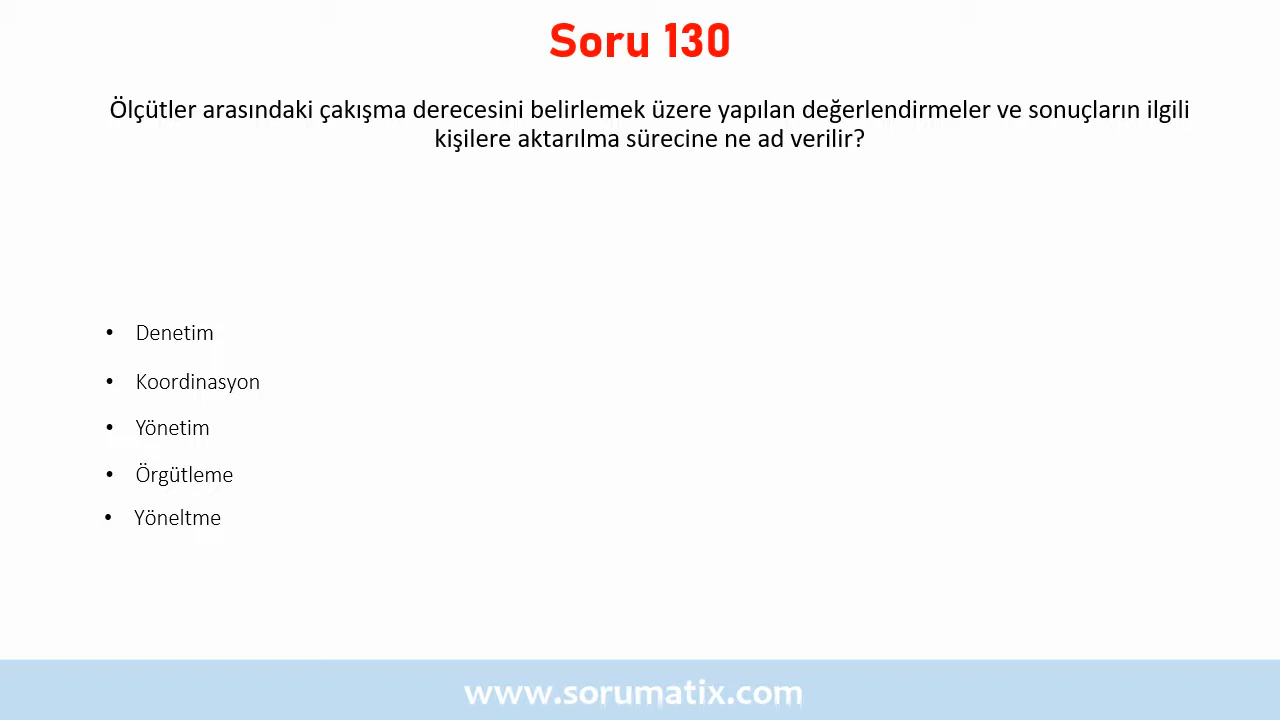 Soru 130
Ölçütler arasındaki çakışma derecesini belirlemek üzere yapılan değerlendirmeler ve sonuçların ilgili
kişilere aktarılma sürecine ne ad verilir?
• Denetim
• Koordinasyon
• Yönetim
• Örgütleme
• Yöneltme
www.sorumatix.com